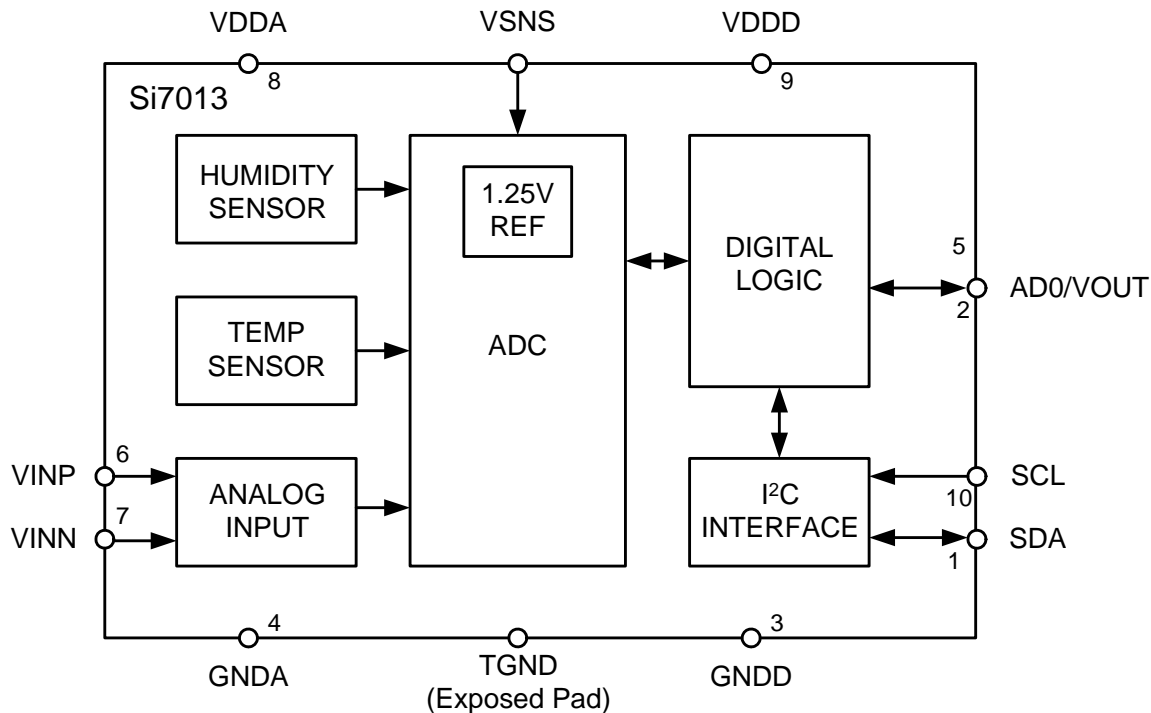 VDDA
VSNS
VDDD
8
9
Si7013
HUMIDITY
SENSOR
1.25V
REF
DIGITAL
LOGIC
5
AD0/VOUT
2
TEMP
SENSOR
ADC
6
VINP
7
VINN
ANALOG
INPUT
I²C
INTERFACE
SCL
10
SDA
1
4
3
GNDA
TGND
(Exposed Pad)
GNDD